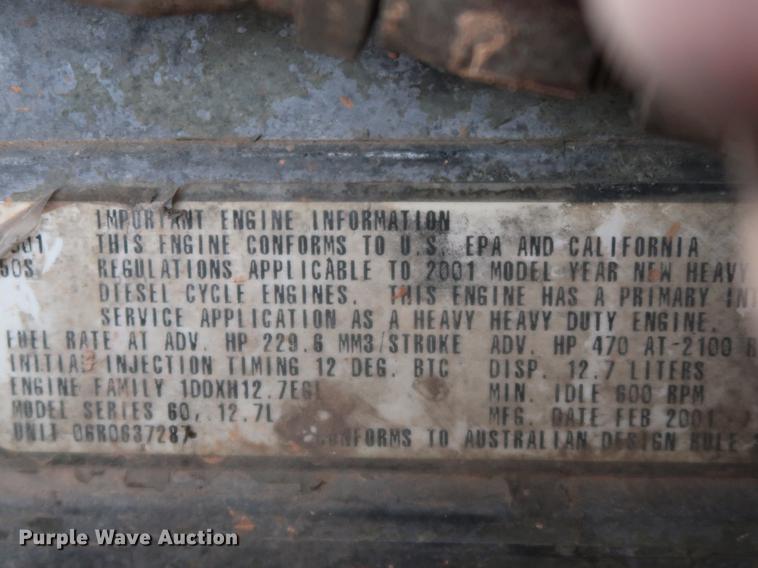 IMPORTANT ENGINE INFORMATION
THIS ENGINE CONFORMS TO U.S. EPA AND CALIFORNIA
REGULATIONS APPLICABLE TO 2001 MODEL YEAR NEW HEAVY
DIESEL CYCLE ENGINES. THIS ENGINE HAS A PRIMARY
SERVICE APPLICATION AS A HEAVY HEAVY DUTY ENGINE.
FUEL RATE AT ADV. HP 229.6 MM3/STROKE ADV. HP 470 AT 2100
INITIAL INJECTION TIMING 12 DEG. BTC DISP. 12.7 LITERS
ENGINE FAMILY 1DDXH12.7EGL MIN. IDLE 600 RPM
MODEL SERIES 60, 12.7L MFG. DATE FEB 2001
UNIT 06R0637287 CONFORMS TO AUSTRALIAN DESIGN RULE
Purple Wave Auction